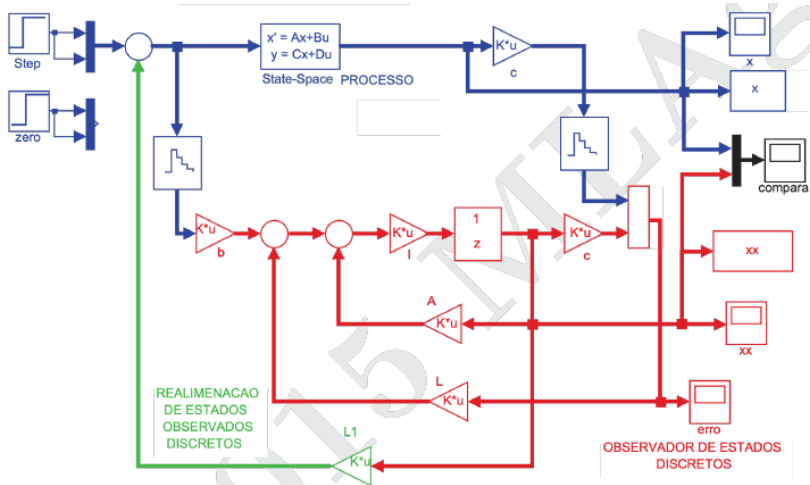 Step
zero
x' = Ax+Bu
y = Cx+Du
State-Space PROCESSO
K*u
c
x
x
compara
K*u
b
K*u
I
1
z
K*u
c
xx
xx
A
K*u
L
K*u
erro
REALIMENACAO
DE ESTADOS
OBSERVADOS
DISCRETOS
L1
K*u
OBSERVADOR DE ESTADOS
DISCRETOS